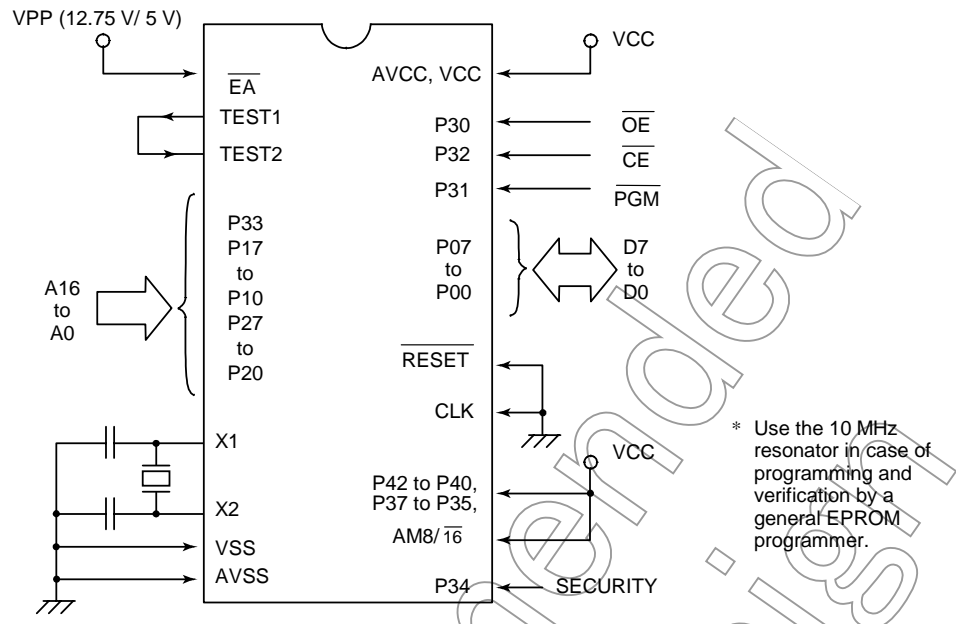 VPP (12.75 V/ 5 V)
EA
TEST1
TEST2
A16
to
A0
P33
P17
to
P10
P27
to
P20
X1
X2
VSS
AVSS
VCC
AVCC, VCC
P30
OE
P32
CE
P31
PGM
P07
to
P00
D7
to
D0
RESET
CLK
VCC
P42 to P40,
P37 to P35,
AM8/ 16
P34
SECURITY
* Use the 10 MHz
resonator in case of
programming and
verification by a
general EPROM
programmer.